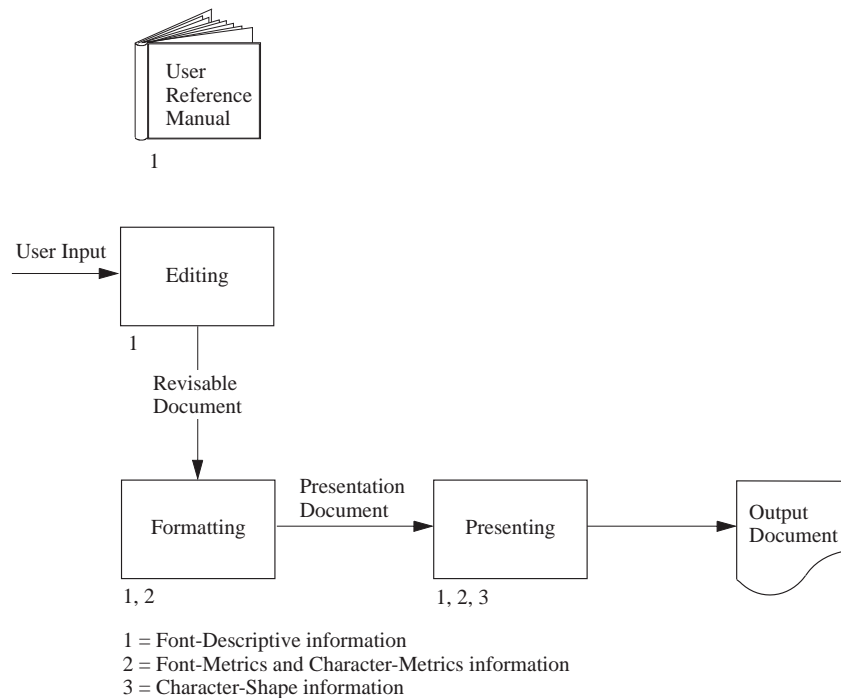 User
Reference
Manual
1
User Input
Editing
1
Revisable
Document
Formatting
Presentation
Document
Presenting
Output
Document
1, 2
1, 2, 3
1 = Font-Descriptive information
2 = Font-Metrics and Character-Metrics information
3 = Character-Shape information